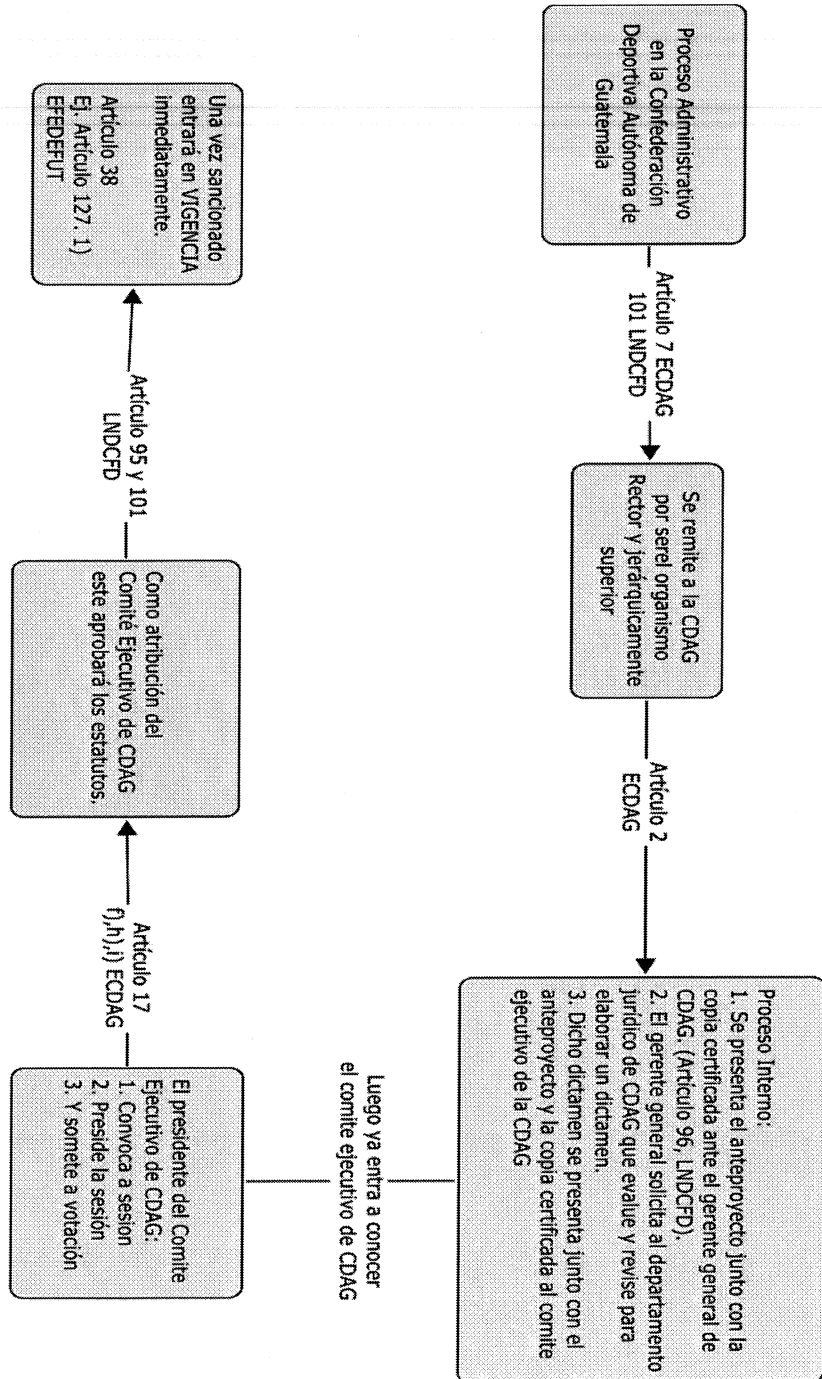 Proceso Administrativo
en la Confederación
Deportiva Autónoma de
Guatemala
Artículo 7 ECDAG
101 LNDCFD
Se remite a la CDAG
por serel organismo
Rector y jerárquicamente
superior
Artículo 2
ECDAG
Proceso Interno:
1. Se presenta el anteproyecto junto con la
copia certificada ante el gerente general de
CDAG. (Artículo 96, LNDCFD).
2. El gerente general solicita al departamento
jurídico de CDAG que evalue y revise para
elaborar un dictamen.
3. Dicho dictamen se presenta junto con el
anteproyecto y la copia certificada al comite
ejecutivo de la CDAG
Luego ya entra a conocer
el comite ejecutivo de CDAG
El presidente del Comite
Ejecutivo de CDAG:
1. Convoca a sesion
2. Preside la sesión
3. Y somete a votación
Artículo 17
f),h),i) ECDAG
Como atribución del
Comité Ejecutivo de CDAG
este aprobará los estatutos.
Artículo 95 y 101
LNDCFD
Una vez sancionado
entrará en VIGENCIA
inmediatamente.
Artículo 38
Ej. Artículo 127. 1)
EFEDEFUT